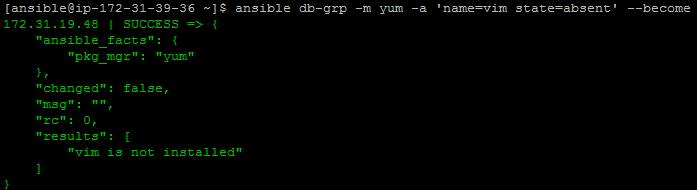 [ansible@ip-172-31-39-36 ~]$ ansible db-grp -m yum -a 'name=vim state=absent' --become
172.31.19.48 | SUCCESS => {
    "ansible_facts": {
        "pkg_mgr": "yum"
    },
    "changed": false,
    "msg": "",
    "rc": 0,
    "results": [
        "vim is not installed"
    ]
}